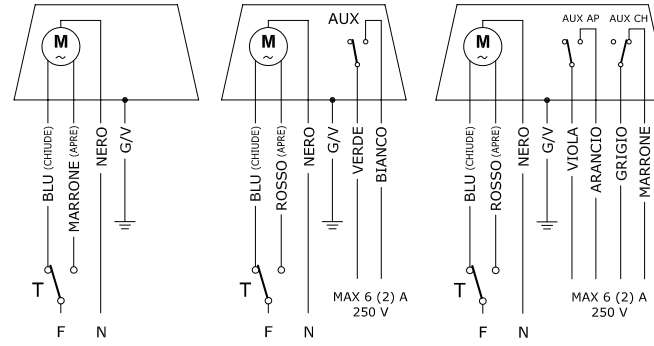 M
~
BLU (CHIUDE)
MARRONE (APRE)
NERO
G/V
T
F N
AUX
M
~
BLU (CHIUDE)
ROSSO (APRE)
NERO
G/V
VERDE
BIANCO
T
MAX 6 (2) A
250 V
F N
AUX AP AUX CH
M
~
BLU (CHIUDE)
ROSSO (APRE)
NERO
G/V
VIOLA
ARANCIO
GRIGIO
MARRONE
T
MAX 6 (2) A
250 V
F N